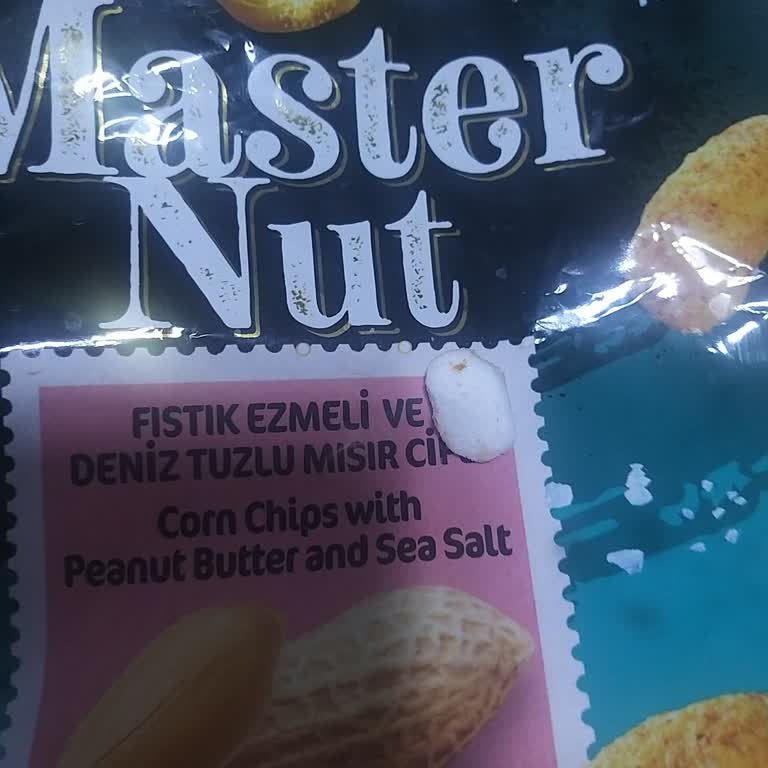 Master
Nut
FISTIK EZMELİ VE
DENİZ TUZLU MISIR
Corn Chips with
Peanut Butter and Sea Salt